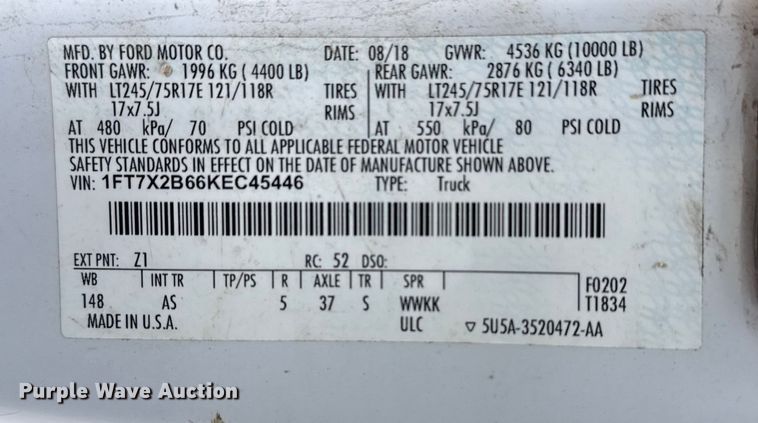 MFD. BY FORD MOTOR CO. DATE: 08/18 GVWR: 4536 KG (10000 LB)
FRONT GAWR: 1996 KG ( 4400 LB) REAR GAWR: 2876 KG ( 6340 LB)
WITH LT245/75R17E 121/118R TIRES WITH LT245/75R17E 121/118R TIRES
17x7.5J RIMS 17x7.5J RIMS
AT 480 kPa/ 70 PSI COLD AT 550 kPa/ 80 PSI COLD
THIS VEHICLE CONFORMS TO ALL APPLICABLE FEDERAL MOTOR VEHICLE
SAFETY STANDARDS IN EFFECT ON THE DATE OF MANUFACTURE SHOWN ABOVE.
VIN: 1FT7X2B66KEC45446 TYPE: Truck
EXT PNT: Z1 RC: 52 DSO:
WB INT TR TP/PS R AXLE TR SPR F0202
148 AS 5 37 S WWKK T1834
MADE IN U.S.A. ULC ▽ 5U5A-3520472-AA
Purple Wave Auction